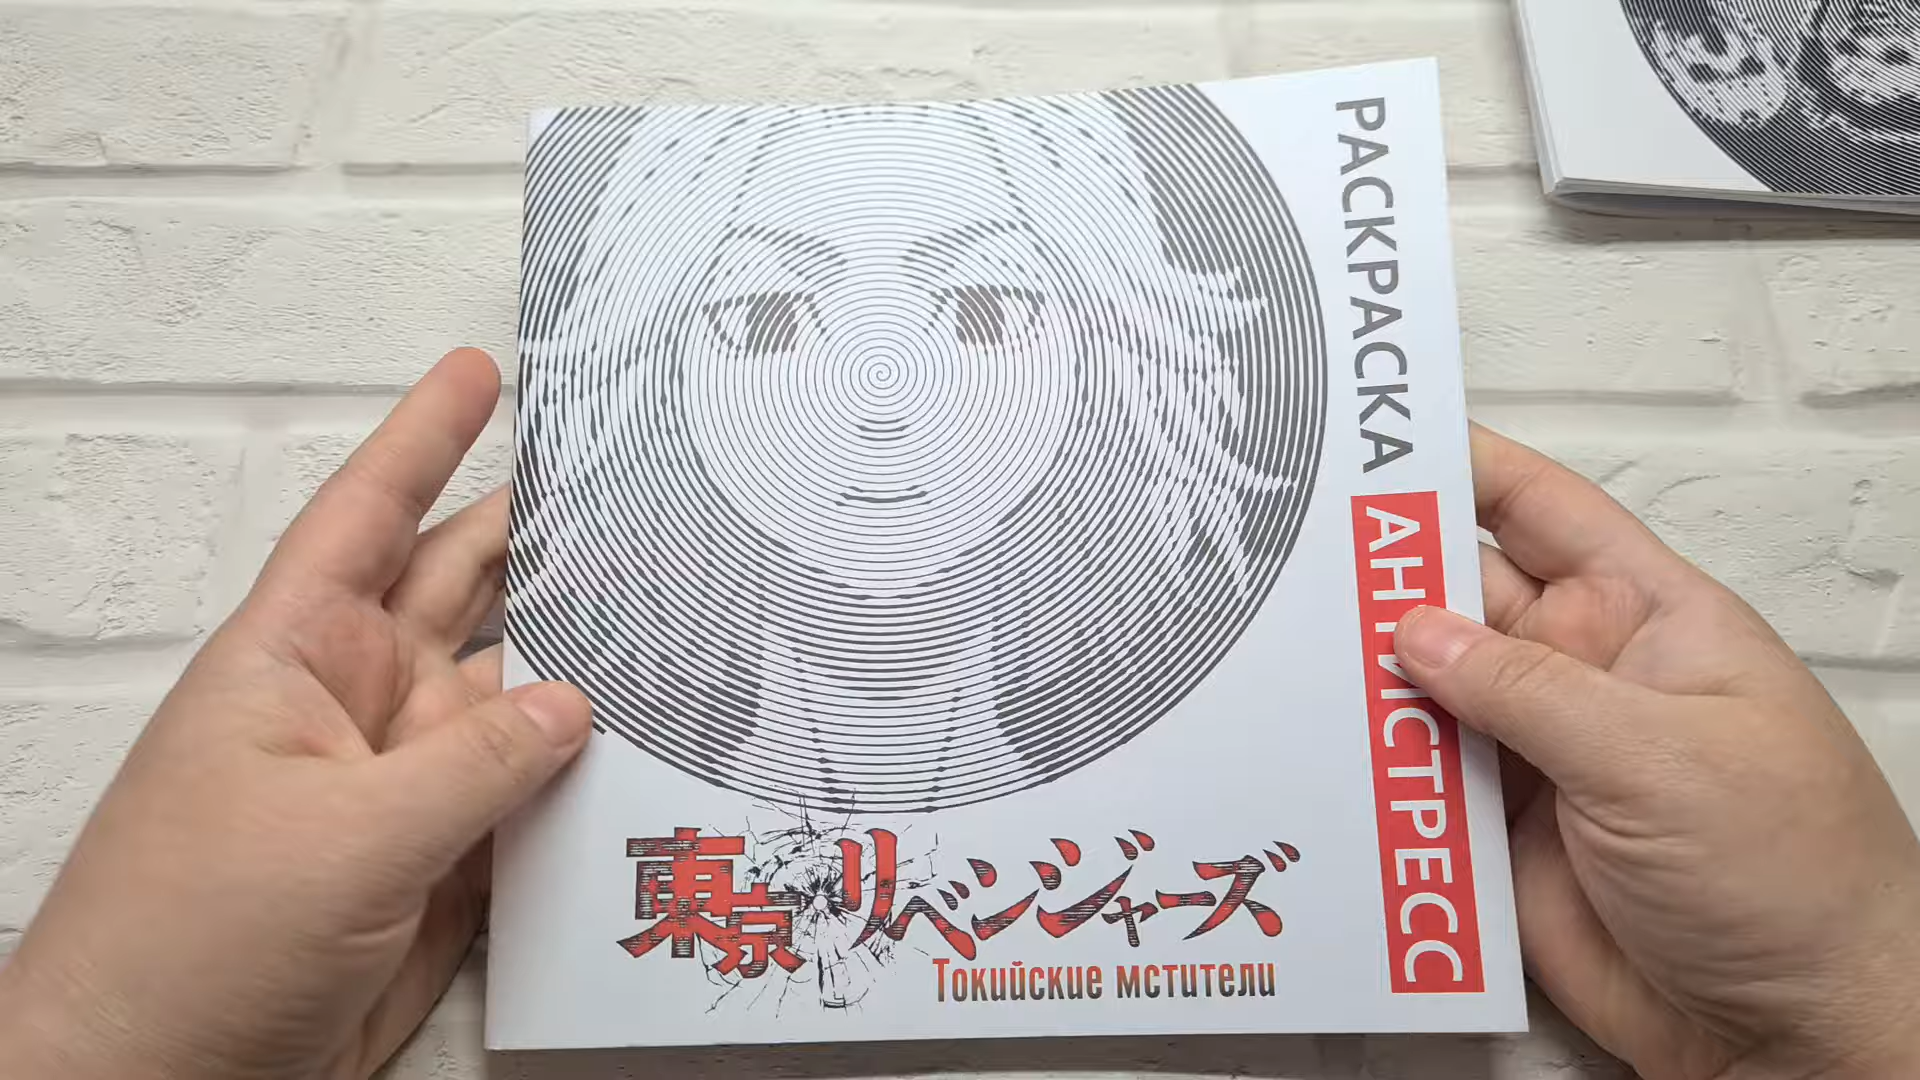 РАСКРАСКА АНТИСТРЕСС
東京リベンジャーズ
Токийские мстители